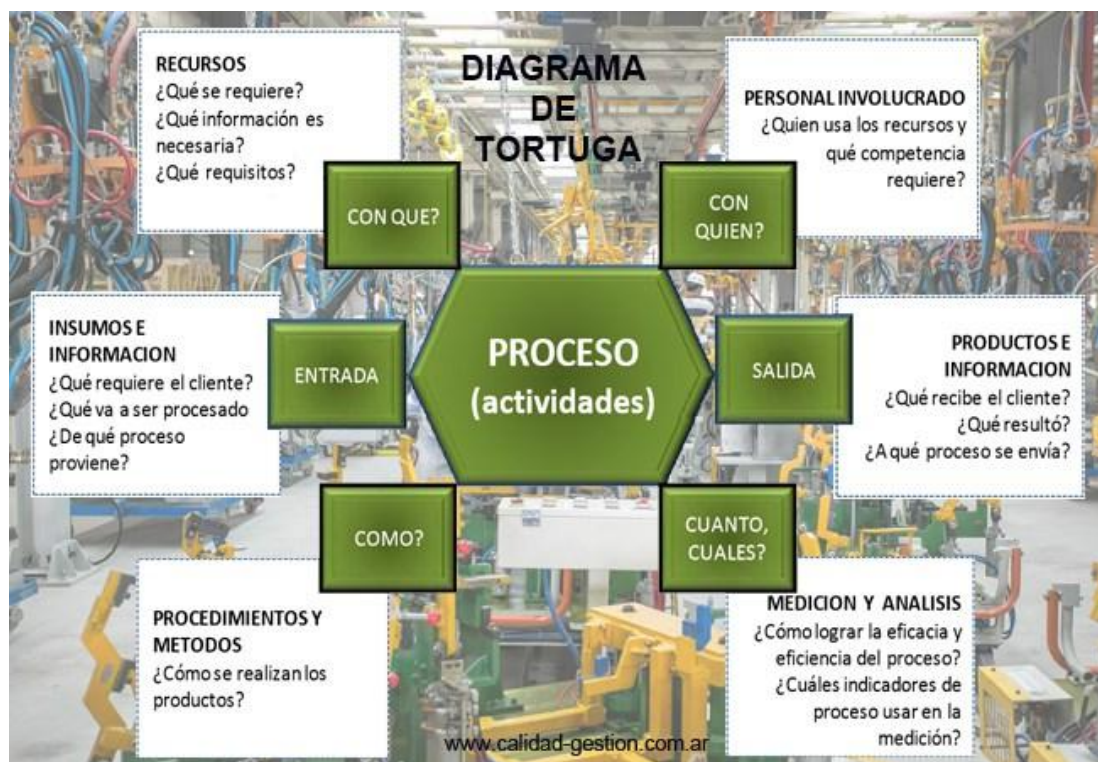 DIAGRAMA
DE
TORTUGA
RECURSOS
¿Qué se requiere?
¿Qué información es
necesaria?
¿Qué requisitos?
CON QUE?
PERSONAL INVOLUCRADO
¿Quien usa los recursos y
qué competencia
requiere?
CON
QUIEN?
INSUMOS E
INFORMACION
¿Qué requiere el cliente?
¿Qué va a ser procesado
¿De qué proceso
proviene?
ENTRADA
PROCESO
(actividades)
SALIDA
PRODUCTOS E
INFORMACION
¿Qué recibe el cliente?
¿Qué resultó?
¿A qué proceso se envía?
COMO?
PROCEDIMIENTOS Y
METODOS
¿Cómo se realizan los
productos?
CUANTO,
CUALES?
MEDICION Y ANALISIS
¿Cómo lograr la eficacia y
eficiencia del proceso?
¿Cuáles indicadores de
proceso usar en la
medición?
www.calidad-gestion.com.ar